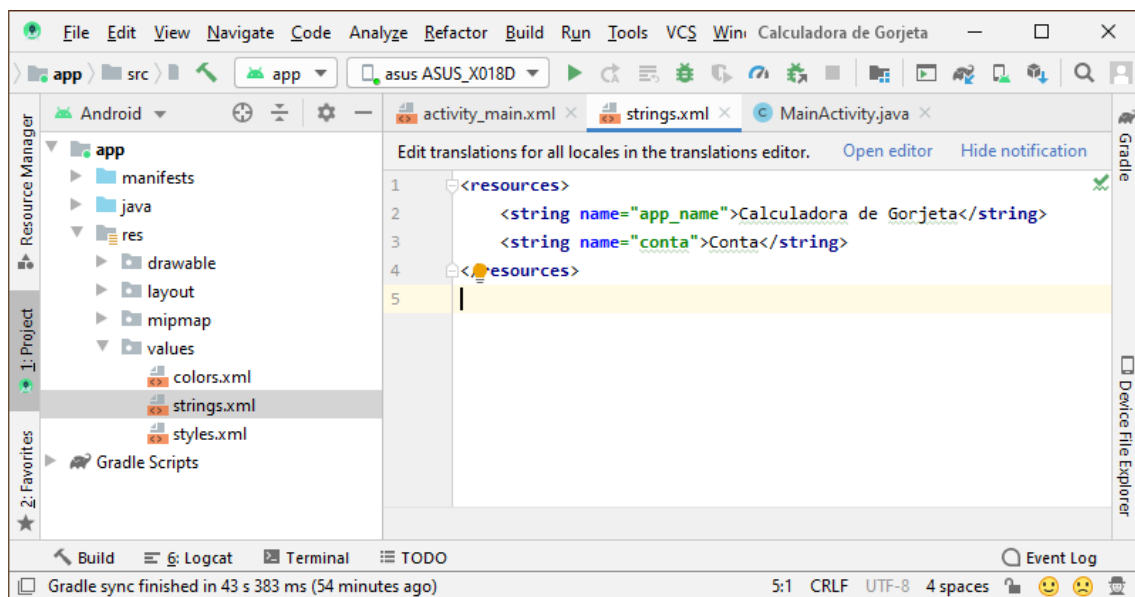 File Edit View Navigate Code Analyze Refactor Build Run Tools VCS Win Calculadora de Gorjeta
app src app asus ASUS_X018D
Android
activity_main.xml strings.xml MainActivity.java
Edit translations for all locales in the translations editor. Open editor Hide notification
Resource Manager
1: Project
2: Favorites
app
manifests
java
res
drawable
layout
mipmap
values
colors.xml
strings.xml
styles.xml
Gradle Scripts
1 <resources>
2 <string name="app_name">Calculadora de Gorjeta</string>
3 <string name="conta">Conta</string>
4 </resources>
5
Gradle
Device File Explorer
Build 6: Logcat Terminal TODO Event Log
Gradle sync finished in 43 s 383 ms (54 minutes ago) 5:1 CRLF UTF-8 4 spaces